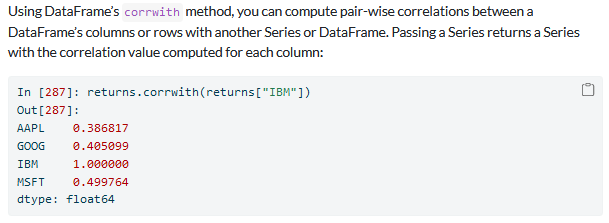 Using DataFrame's corrwith method, you can compute pair-wise correlations between a
DataFrame's columns or rows with another Series or DataFrame. Passing a Series returns a Series
with the correlation value computed for each column:
In [287]: returns.corrwith(returns["IBM"])
Out[287]:
AAPL    0.386817
GOOG    0.405099
IBM     1.000000
MSFT    0.499764
dtype: float64